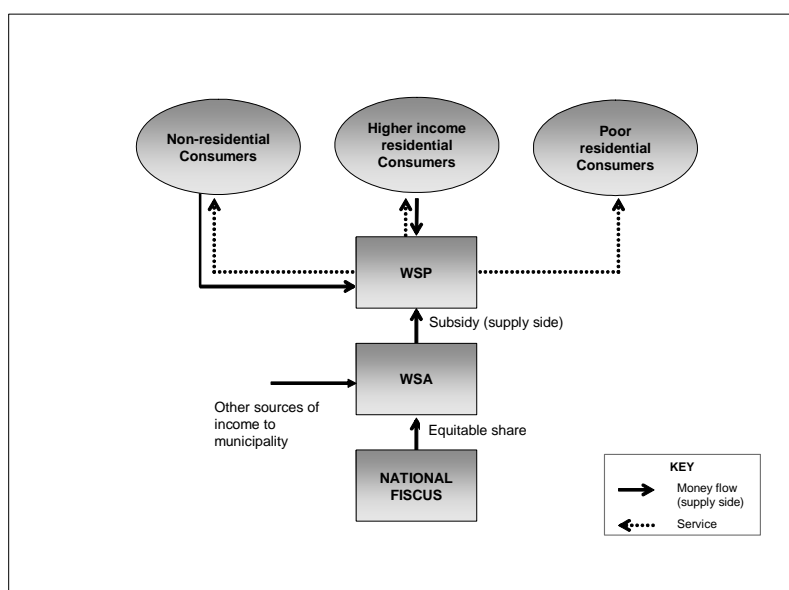 Non-residential
Consumers
Higher income
residential
Consumers
Poor
residential
Consumers
WSP
Subsidy (supply side)
WSA
Other sources of
income to
municipality
Equitable share
NATIONAL
FISCUS
KEY
Money flow
(supply side)
Service